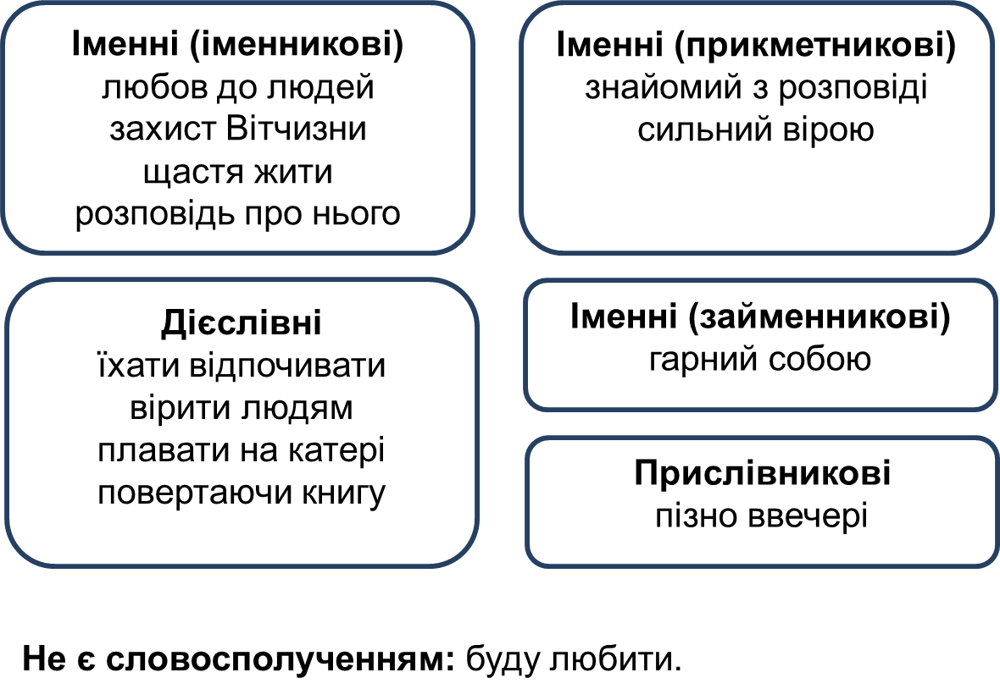 Іменні (іменникові)
любов до людей
захист Вітчизни
щастя жити
розповідь про нього
Іменні (прикметникові)
знайомий з розповіді
сильний вірою
Дієслівні
їхати відпочивати
вірити людям
плавати на катері
повертаючи книгу
Іменні (займенникові)
гарний собою
Прислівникові
пізно ввечері
Не є словосполученням: буду любити.